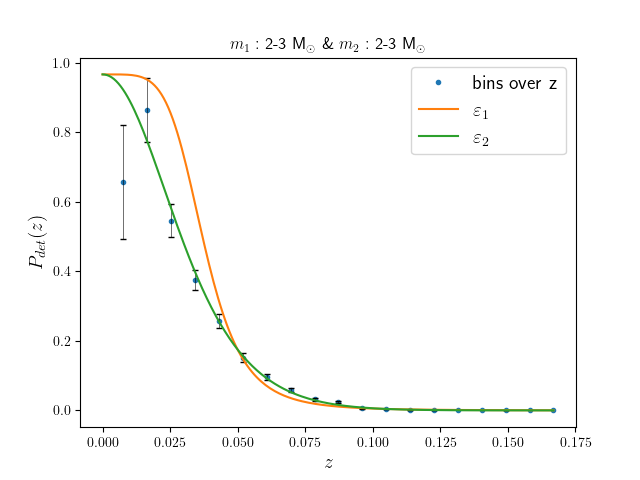 m₁ : 2-3 M⊙ & m₂ : 2-3 M⊙
bins over z
ε₁
ε₂
P_det(z)
1.0
0.8
0.6
0.4
0.2
0.0
0.000 0.025 0.050 0.075 0.100 0.125 0.150 0.175
z